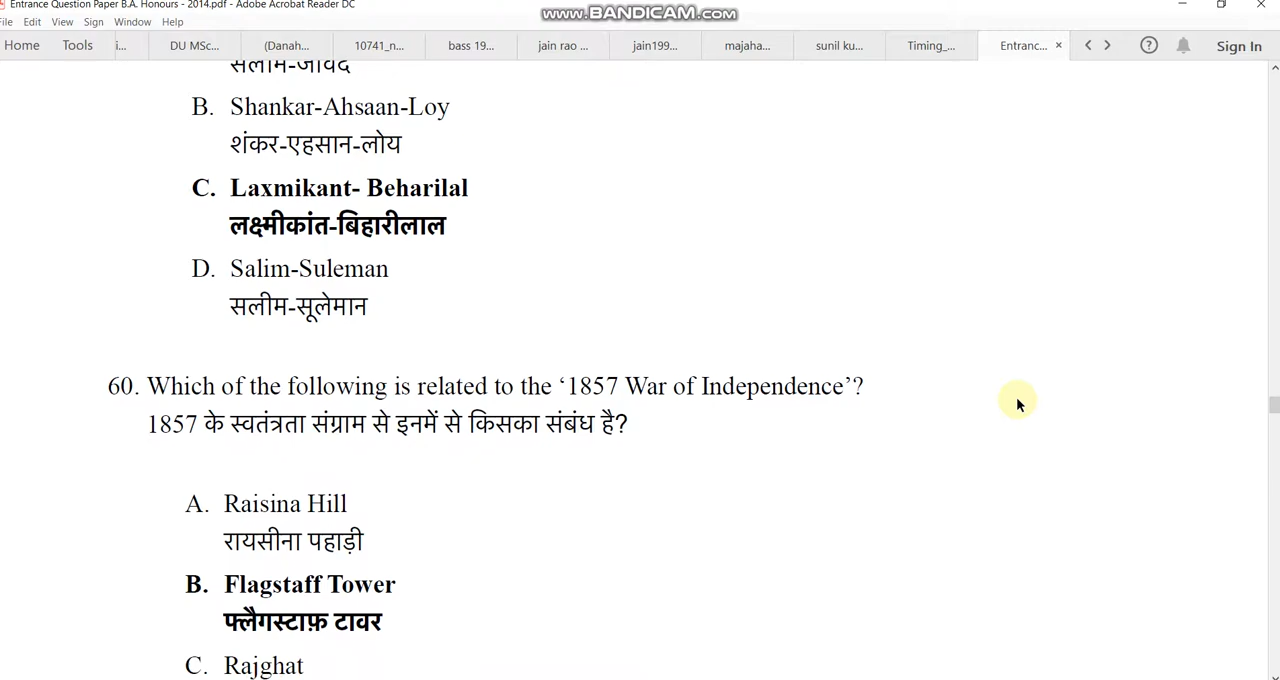 Entrance Question Paper B.A. Honours - 2014.pdf - Adobe Acrobat Reader DC
www.BANDICAM.com
File Edit View Sign Window Help
Home Tools i... DU MSc... (Danah... 10741_n... bass 19... jain rao ... jain199... majaha... sunil ku... Timing_... Entranc... × Sign In
सलीम-जावेद
B. Shankar-Ahsaan-Loy
शंकर-एहसान-लोय
C. Laxmikant- Beharilal
लक्ष्मीकांत-बिहारीलाल
D. Salim-Suleman
सलीम-सूलेमान
60. Which of the following is related to the ‘1857 War of Independence’?
1857 के स्वतंत्रता संग्राम से इनमें से किसका संबंध है?
A. Raisina Hill
रायसीना पहाड़ी
B. Flagstaff Tower
फ्लैगस्टाफ़ टावर
C. Rajghat